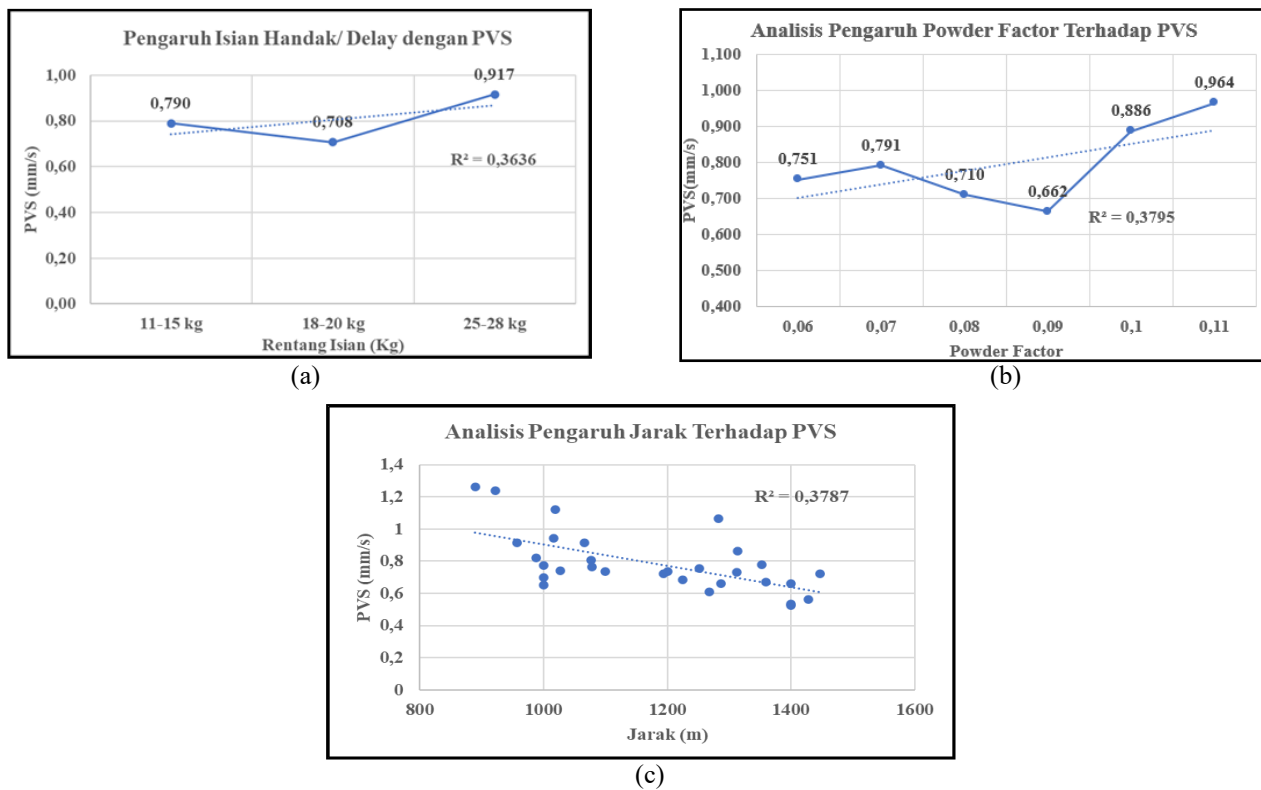 Pengaruh Isian Handak/ Delay dengan PVS
1,00
0,80
0,60
0,40
0,20
0,00
PVS (mm/s)
0,790
0,708
0,917
R² = 0,3636
11-15 kg
18-20 kg
25-28 kg
Rentang Isian (Kg)
(a)
Analisis Pengaruh Powder Factor Terhadap PVS
1,100
1,000
0,900
0,800
0,700
0,600
0,500
0,400
PVS(mm/s)
0,751
0,791
0,710
0,662
0,886
0,964
R² = 0,3795
0,06
0,07
0,08
0,09
0,1
0,11
Powder Factor
(b)
Analisis Pengaruh Jarak Terhadap PVS
1,4
1,2
1
0,8
0,6
0,4
0,2
0
PVS (mm/s)
R² = 0,3787
800
1000
1200
1400
1600
Jarak (m)
(c)